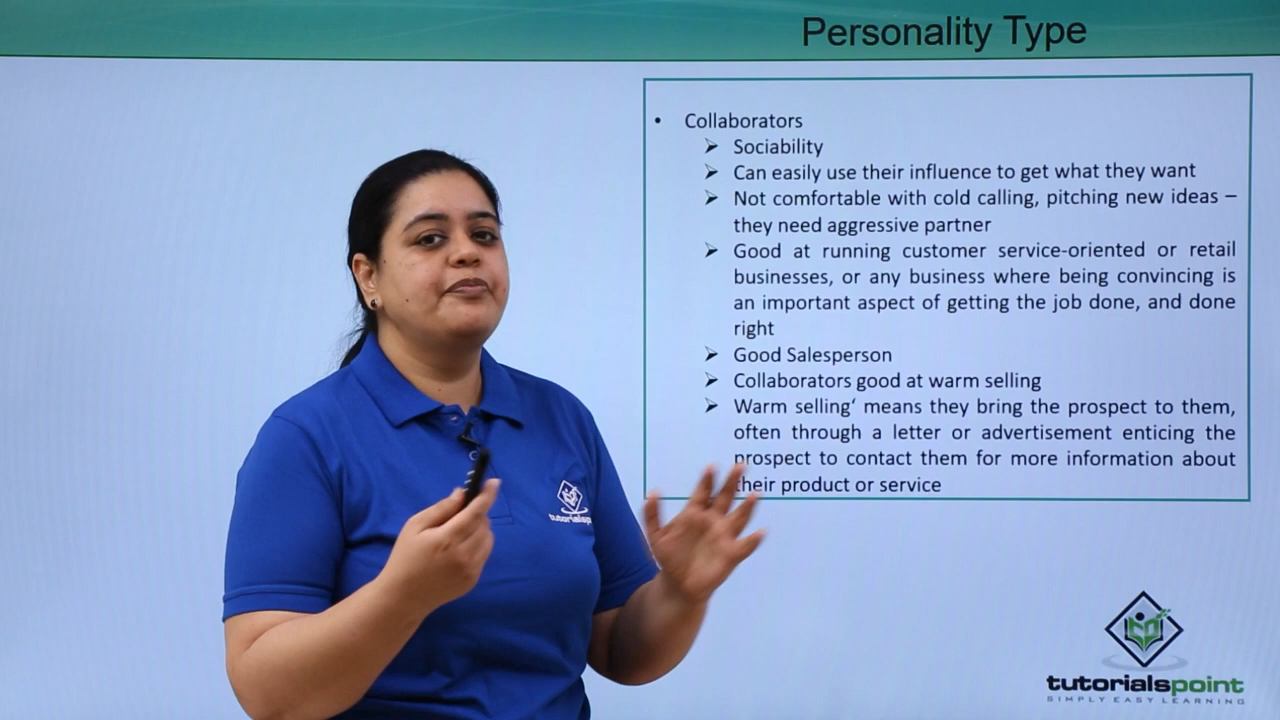 Personality Type
• Collaborators
➢ Sociability
➢ Can easily use their influence to get what they want
➢ Not comfortable with cold calling, pitching new ideas –
they need aggressive partner
➢ Good at running customer service-oriented or retail
businesses, or any business where being convincing is
an important aspect of getting the job done, and done
right
➢ Good Salesperson
➢ Collaborators good at warm selling
➢ Warm selling‘ means they bring the prospect to them,
often through a letter or advertisement enticing the
prospect to contact them for more information about
their product or service
tutorialsp
tutorialspoint
SIMPLY EASY LEARNING